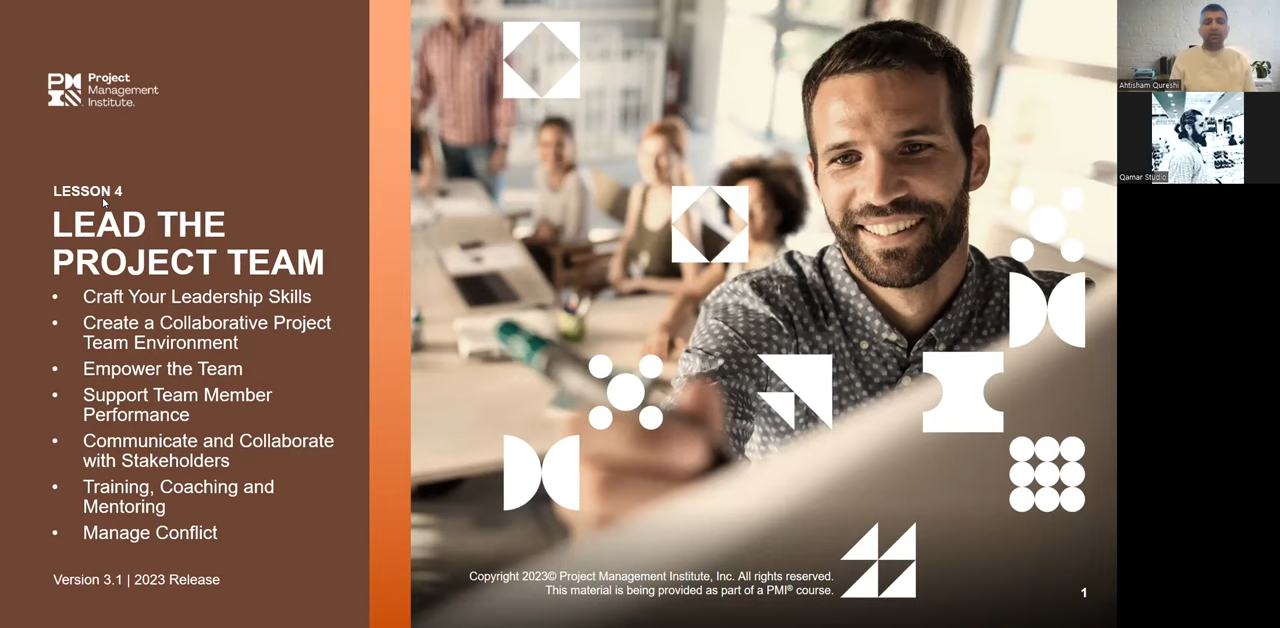 Project
Management
Institute.
LESSON 4
LEAD THE
PROJECT TEAM
• Craft Your Leadership Skills
• Create a Collaborative Project
Team Environment
• Empower the Team
• Support Team Member
Performance
• Communicate and Collaborate
with Stakeholders
• Training, Coaching and
Mentoring
• Manage Conflict
Version 3.1 | 2023 Release
Copyright 2023© Project Management Institute, Inc. All rights reserved.
This material is being provided as part of a PMI® course.
1
Ahtisham Qureshi
Qamar Studio